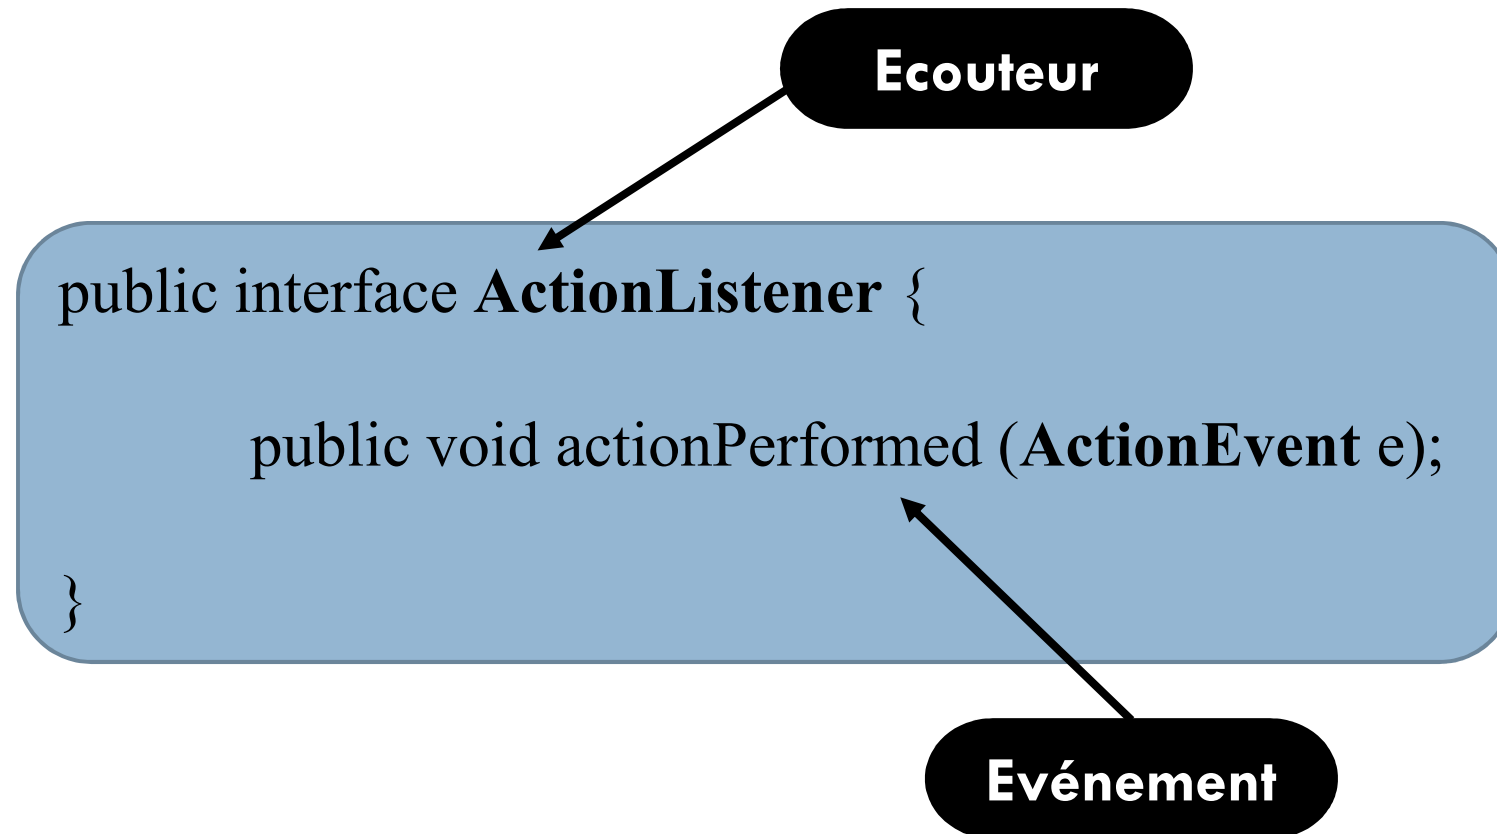 Ecouteur
public interface ActionListener {
public void actionPerformed (ActionEvent e);
}
Evénement